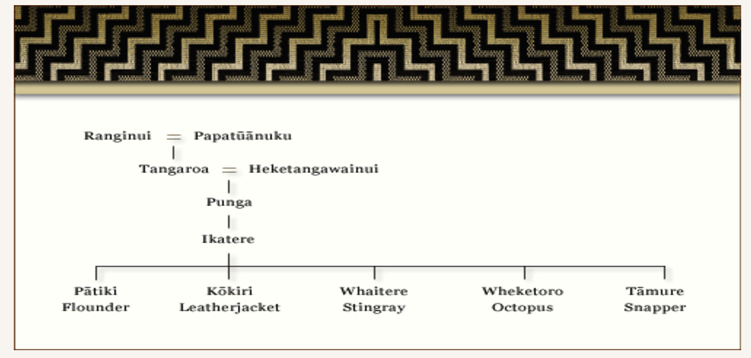 Ranginui = Papatūānuku
Tangaroa = Heketangawainui
Punga
Ikatere
Pātiki Kōkiri Whaitere Wheketoro Tāmure
Flounder Leatherjacket Stingray Octopus Snapper